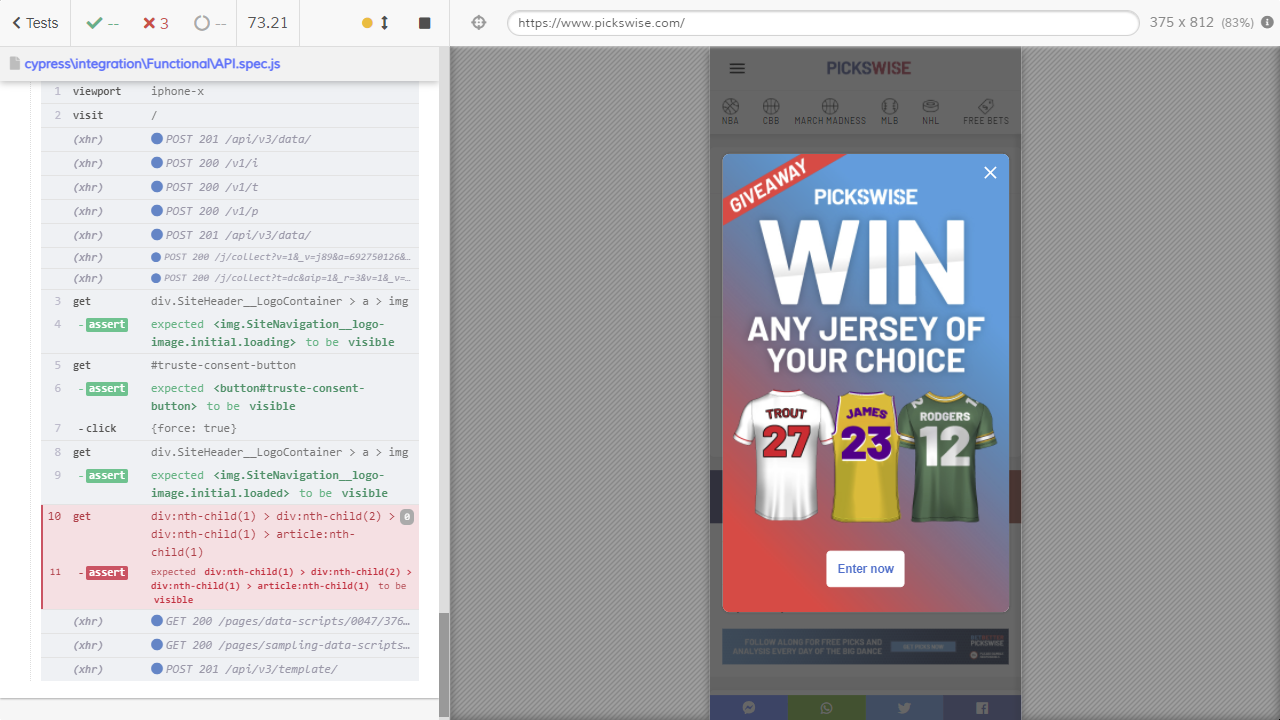 Tests
--
3
--
73.21
https://www.pickswise.com/
375 x 812 (83%)
cypress\integration\Functional\API.spec.js
1 viewport iphone-x
2 visit /
(xhr) POST 201 /api/v3/data/
(xhr) POST 200 /v1/i
(xhr) POST 200 /v1/t
(xhr) POST 200 /v1/p
(xhr) POST 201 /api/v3/data/
(xhr) POST 200 /j/collect?v=1&_v=j89&a=692750126&…
(xhr) POST 200 /j/collect?t=dc&aip=1&_r=3&v=1&_v=…
3 get div.SiteHeader__LogoContainer > a > img
4 -assert expected <img.SiteNavigation__logo-
image.initial.loading> to be visible
5 get #truste-consent-button
6 -assert expected <button#truste-consent-
button> to be visible
7 -click {force: true}
8 get div.SiteHeader__LogoContainer > a > img
9 -assert expected <img.SiteNavigation__logo-
image.initial.loaded> to be visible
10 get div:nth-child(1) > div:nth-child(2) > 0
div:nth-child(1) > article:nth-
child(1)
11 -assert expected div:nth-child(1) > div:nth-child(2) >
div:nth-child(1) > article:nth-child(1) to be
visible
(xhr) GET 200 /pages/data-scripts/0047/376…
(xhr) GET 200 /pages/snmpting-data-scripts…
(xhr) POST
PICKSWISE
NBA CBB MARCH MADNESS MLB NHL FREE BETS
GIVEAWAY
PICKSWISE
WIN
ANY JERSEY OF
YOUR CHOICE
TROUT
27
JAMES
23
RODGERS
12
Enter now
FOLLOW ALONG FOR FREE PICKS AND
ANALYSIS EVERY DAY OF THE BIG DANCE
GET PICKS NOW
PICKSWISE